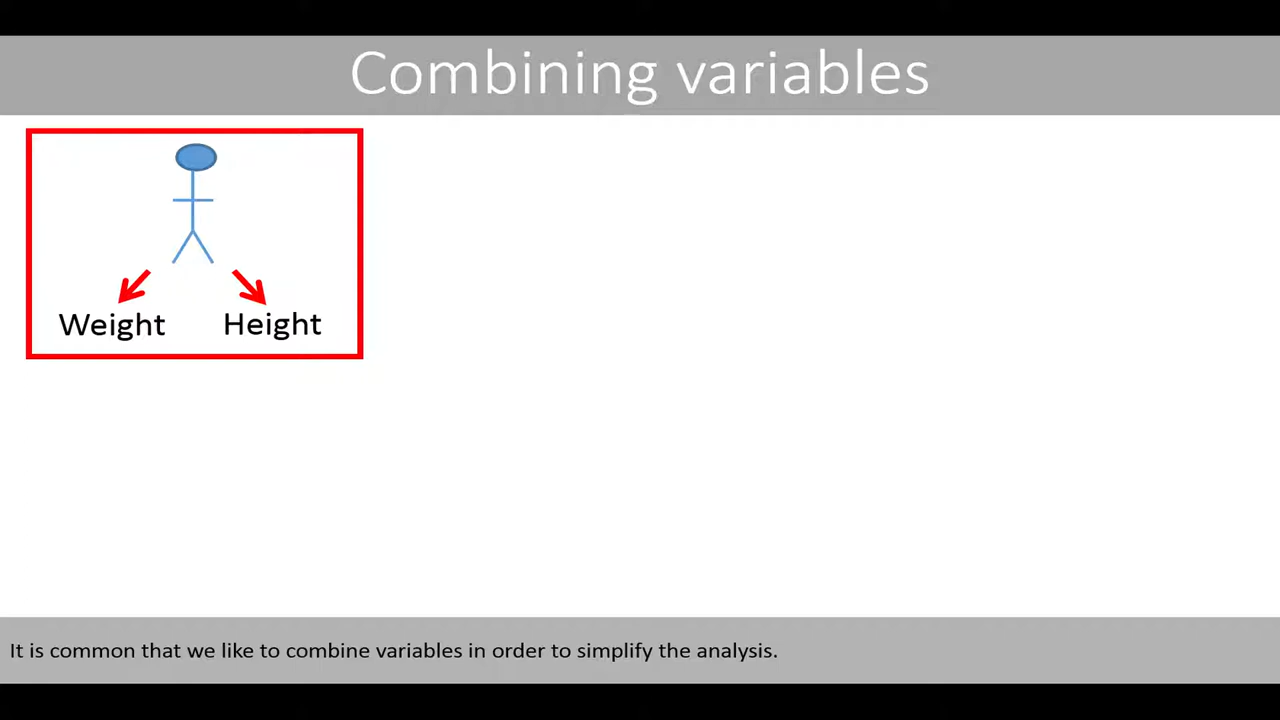 Combining variables
Weight Height
It is common that we like to combine variables in order to simplify the analysis.